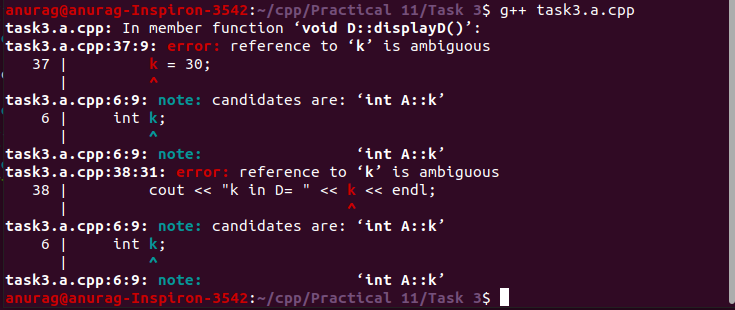 anurag@anurag-Inspiron-3542:~/cpp/Practical 11/Task 3$ g++ task3.a.cpp
task3.a.cpp: In member function ‘void D::displayD()’:
task3.a.cpp:37:9: error: reference to ‘k’ is ambiguous
   37 |         k = 30;
      |         ^
task3.a.cpp:6:9: note: candidates are: ‘int A::k’
    6 |     int k;
      |         ^
task3.a.cpp:6:9: note:                 ‘int A::k’
task3.a.cpp:38:31: error: reference to ‘k’ is ambiguous
   38 |         cout << "k in D= " << k << endl;
      |                               ^
task3.a.cpp:6:9: note: candidates are: ‘int A::k’
    6 |     int k;
      |         ^
task3.a.cpp:6:9: note:                 ‘int A::k’
anurag@anurag-Inspiron-3542:~/cpp/Practical 11/Task 3$